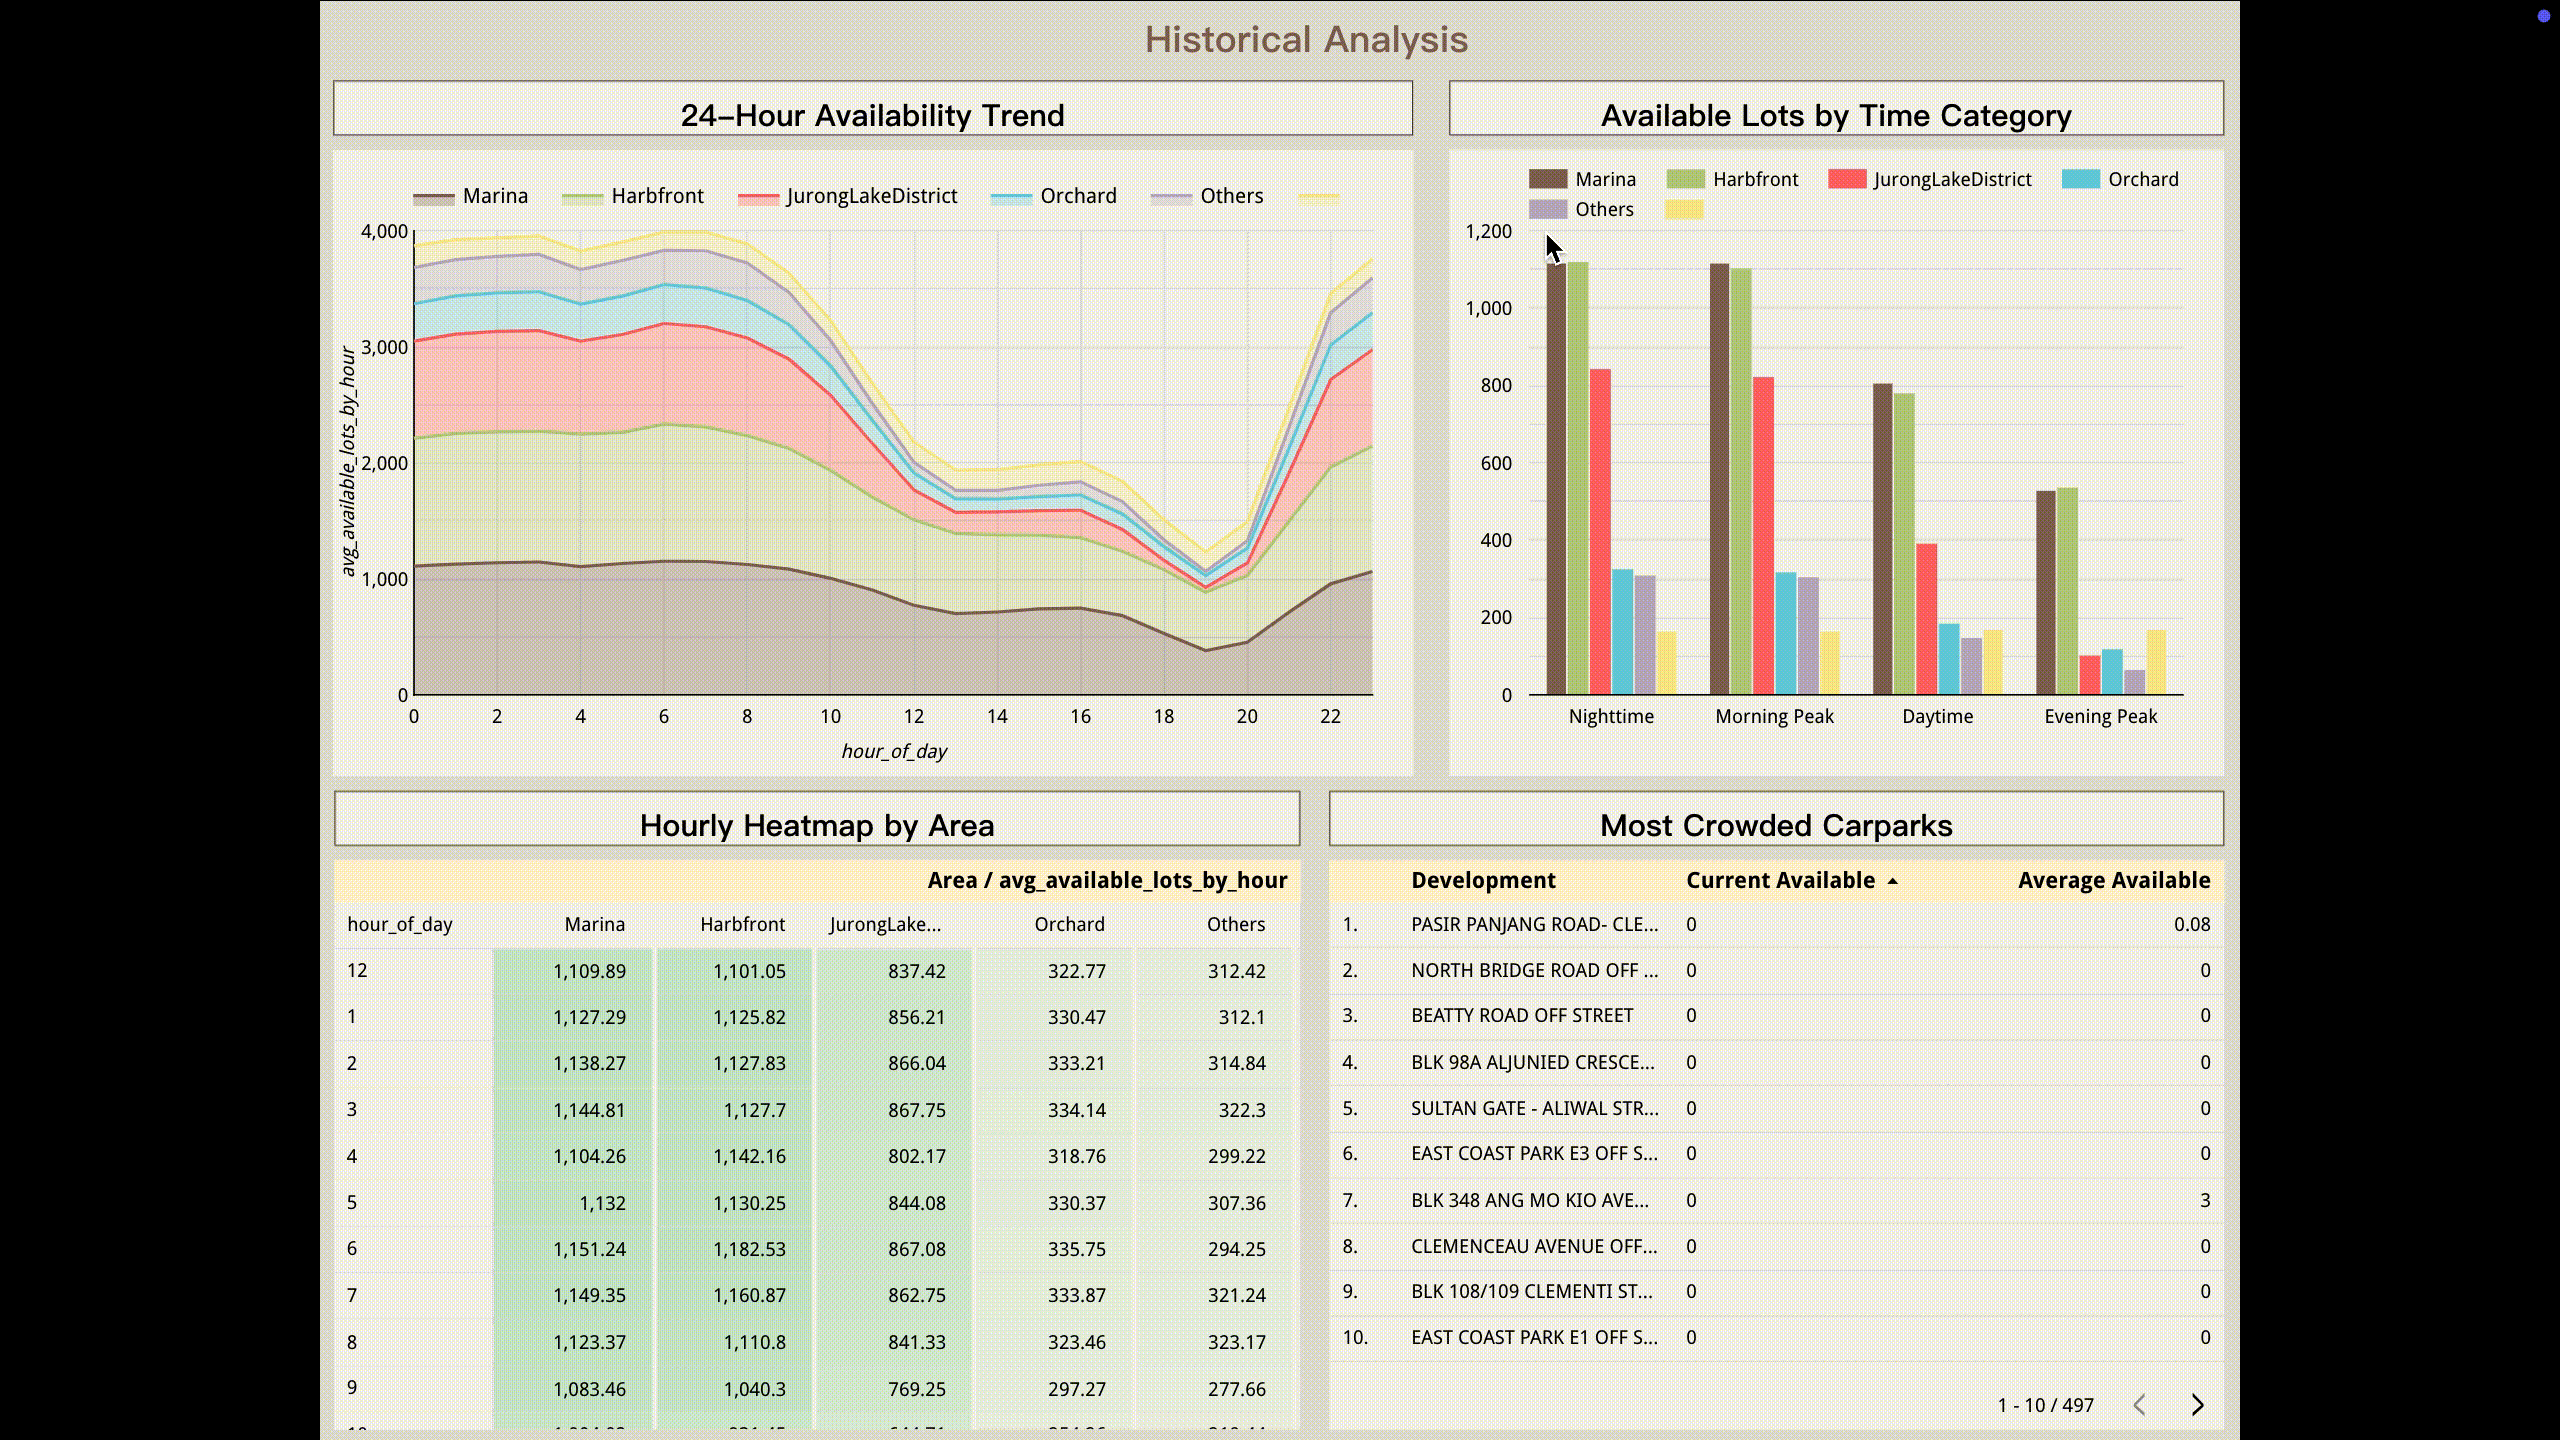 Historical Analysis
24-Hour Availability Trend
Available Lots by Time Category
Marina Harbfront JurongLakeDistrict Orchard Others
4,000
3,000
2,000
1,000
0
avg_available_lots_by_hour
0 2 4 6 8 10 12 14 16 18 20 22
hour_of_day
Marina Harbfront JurongLakeDistrict Orchard
Others
1,200
1,000
800
600
400
200
0
Nighttime Morning Peak Daytime Evening Peak
Hourly Heatmap by Area
Area / avg_available_lots_by_hour
hour_of_day Marina Harbfront JurongLake... Orchard Others
12 1,109.89 1,101.05 837.42 322.77 312.42
1 1,127.29 1,125.82 856.21 330.47 312.1
2 1,138.27 1,127.83 866.04 333.21 314.84
3 1,144.81 1,127.7 867.75 334.14 322.3
4 1,104.26 1,142.16 802.17 318.76 299.22
5 1,132 1,130.25 844.08 330.37 307.36
6 1,151.24 1,182.53 867.08 335.75 294.25
7 1,149.35 1,160.87 862.75 333.87 321.24
8 1,123.37 1,110.8 841.33 323.46 323.17
9 1,083.46 1,040.3 769.25 297.27 277.66
Most Crowded Carparks
Development Current Available Average Available
1. PASIR PANJANG ROAD- CLE... 0 0.08
2. NORTH BRIDGE ROAD OFF ... 0 0
3. BEATTY ROAD OFF STREET 0 0
4. BLK 98A ALJUNIED CRESCE... 0 0
5. SULTAN GATE - ALIWAL STR... 0 0
6. EAST COAST PARK E3 OFF S... 0 0
7. BLK 348 ANG MO KIO AVE... 0 3
8. CLEMENCEAU AVENUE OFF... 0 0
9. BLK 108/109 CLEMENTI ST... 0 0
10. EAST COAST PARK E1 OFF S... 0 0
1 - 10 / 497